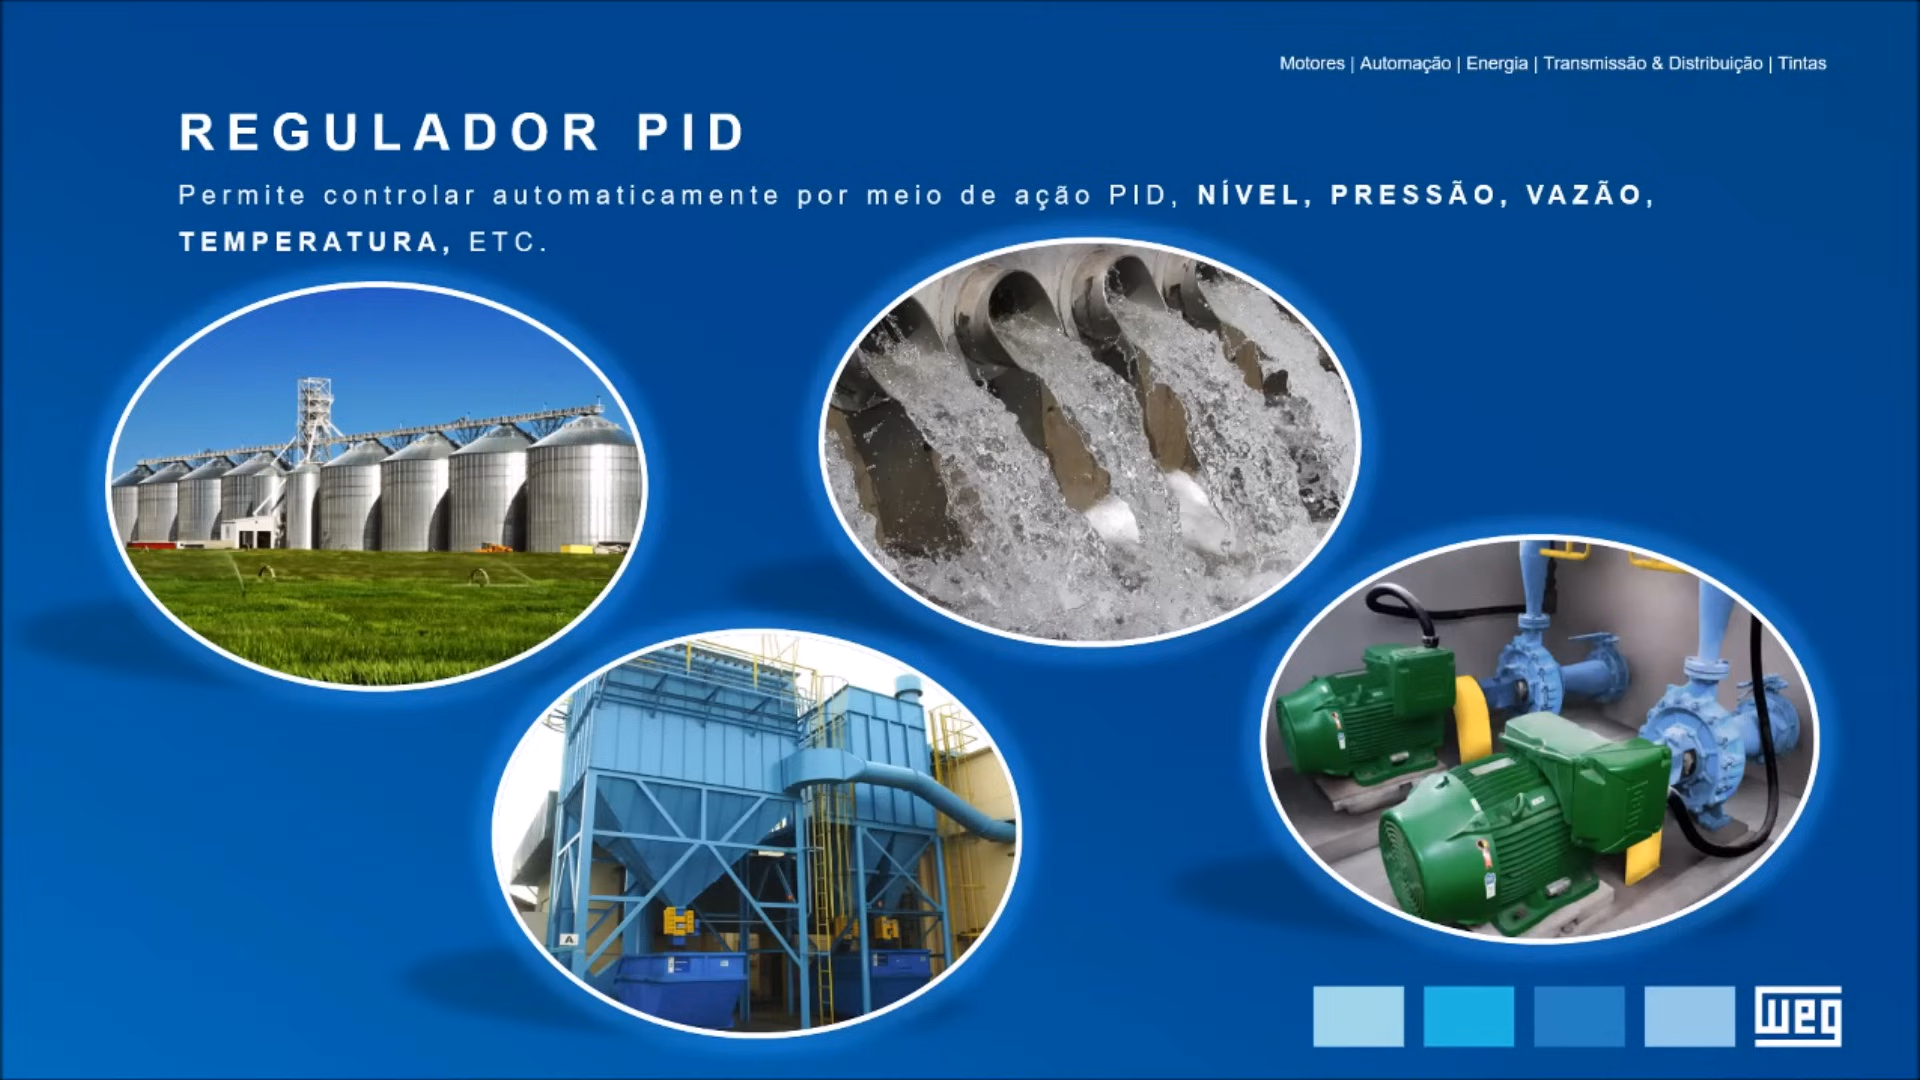 Motores | Automação | Energia | Transmissão & Distribuição | Tintas
REGULADOR PID
Permite controlar automaticamente por meio de ação PID, NÍVEL, PRESSÃO, VAZÃO,
TEMPERATURA, ETC.
A
weg